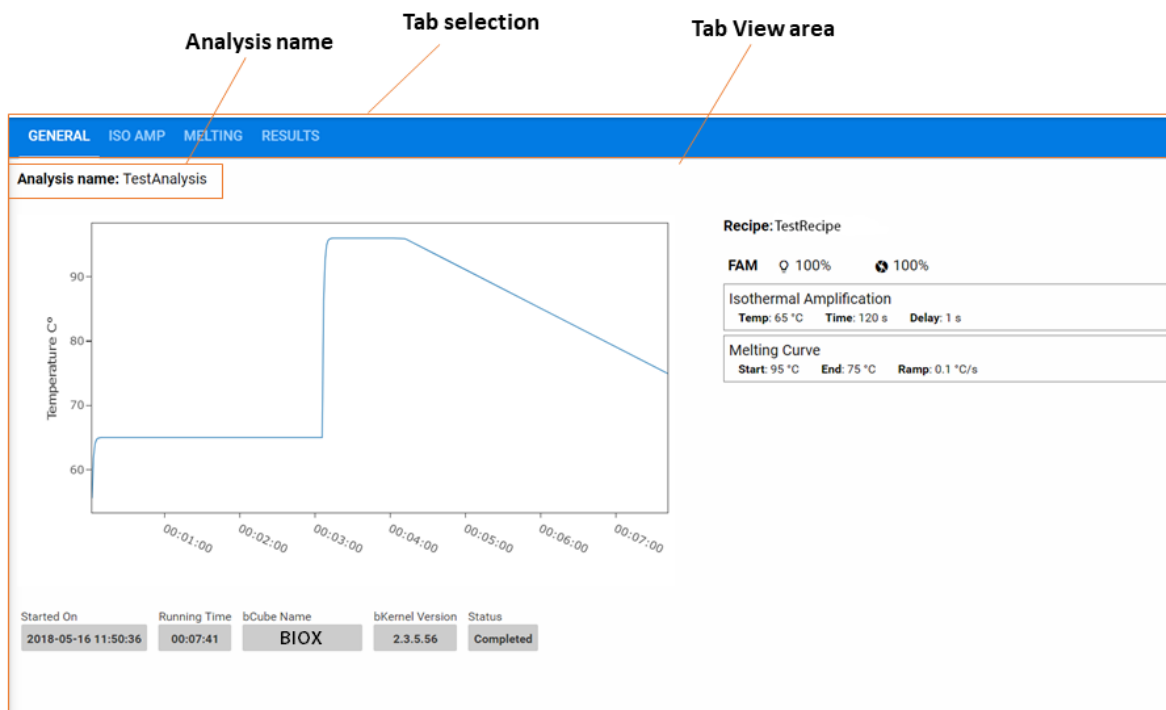 Tab selection
Analysis name
Tab View area
GENERAL ISO AMP MELTING RESULTS
Analysis name: TestAnalysis
Temperature C°
90
80
70
60
00:01:00 00:02:00 00:03:00 00:04:00 00:05:00 00:06:00 00:07:00
Recipe: TestRecipe
FAM 100% 100%
Isothermal Amplification
Temp: 65 °C Time: 120 s Delay: 1 s
Melting Curve
Start: 95 °C End: 75 °C Ramp: 0.1 °C/s
Started On Running Time bCube Name bKernel Version Status
2018-05-16 11:50:36 00:07:41 BIOX 2.3.5.56 Completed